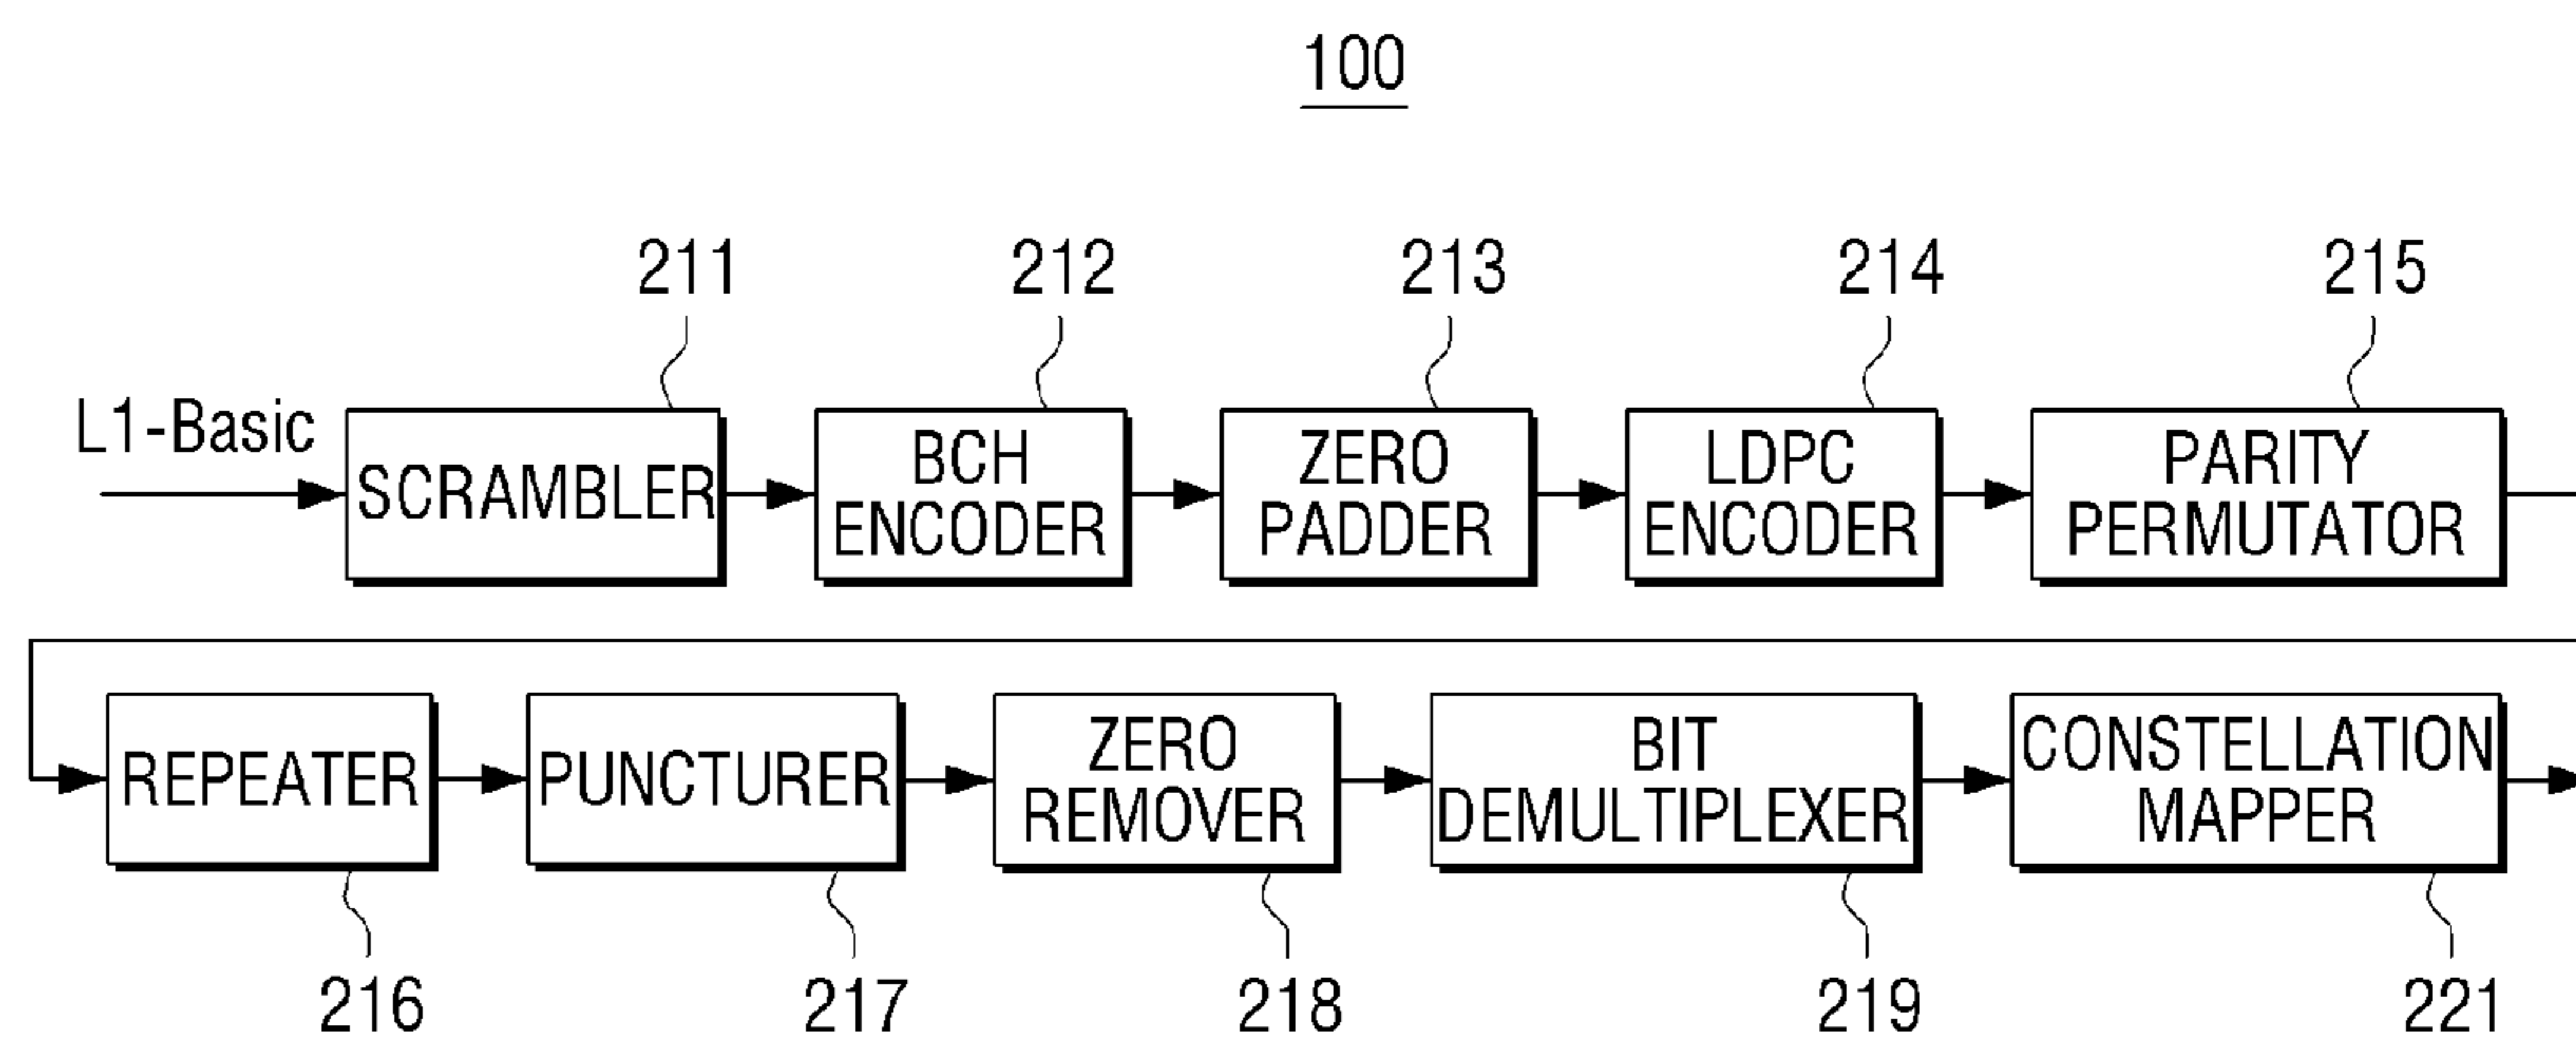 100
211
212
213
214
215
L1-Basic
SCRAMBLER
BCH
ENCODER
ZERO
PADDER
LDPC
ENCODER
PARITY
PERMUTATOR
REPEATER
PUNCTURER
ZERO
REMOVER
BIT
DEMULTIPLEXER
CONSTELLATION
MAPPER
216
217
218
219
221